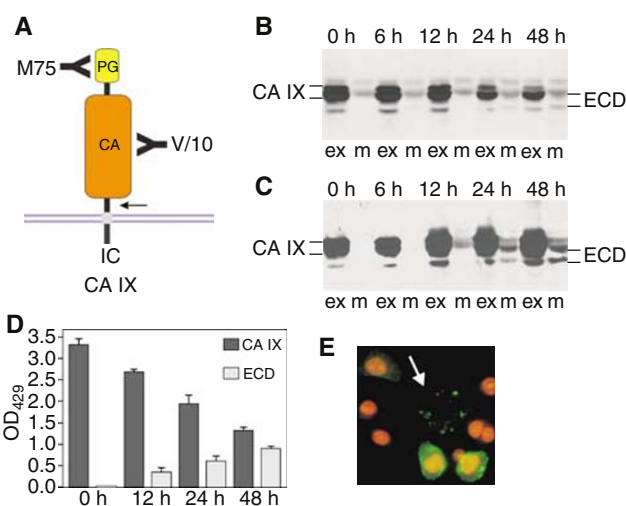 A
M75
PG
CA
V/10
IC
CA IX
B
0 h 6 h 12 h 24 h 48 h
CA IX
ECD
ex m ex m ex m ex m ex m
C
0 h 6 h 12 h 24 h 48 h
CA IX
ECD
ex m ex m ex m ex m ex m
D
OD429
3.5
3.0
2.5
2.0
1.5
1.0
0.5
0.0
CA IX
ECD
0 h 12 h 24 h 48 h
E